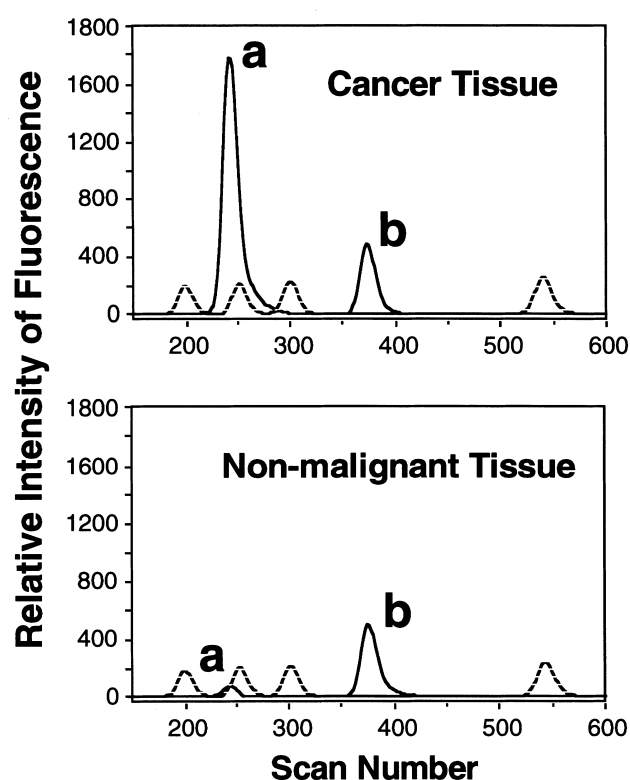 Relative Intensity of Fluorescence
1800
1600
1200
800
400
0
a
Cancer Tissue
b
200 300 400 500 600
1800
1600
1200
800
400
0
Non-malignant Tissue
a
b
200 300 400 500 600
Scan Number